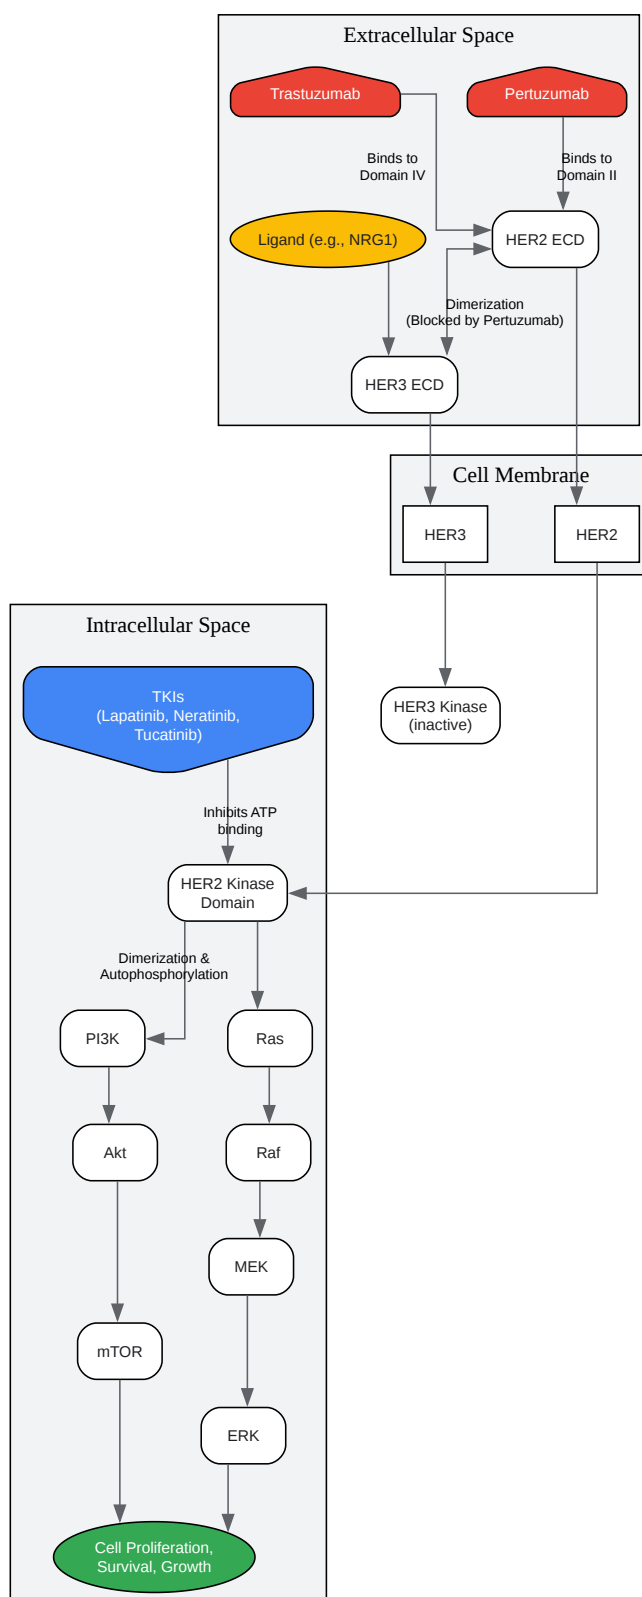 Extracellular Space
Trastuzumab
Pertuzumab
Binds to
Domain IV
Binds to
Domain II
Ligand (e.g., NRG1)
HER2 ECD
Dimerization
(Blocked by Pertuzumab)
HER3 ECD
Cell Membrane
HER3
HER2
Intracellular Space
TKIs
(Lapatinib, Neratinib,
Tucatinib)
HER3 Kinase
(inactive)
Inhibits ATP
binding
HER2 Kinase
Domain
Dimerization &
Autophosphorylation
PI3K
Ras
Akt
Raf
MEK
mTOR
ERK
Cell Proliferation,
Survival, Growth